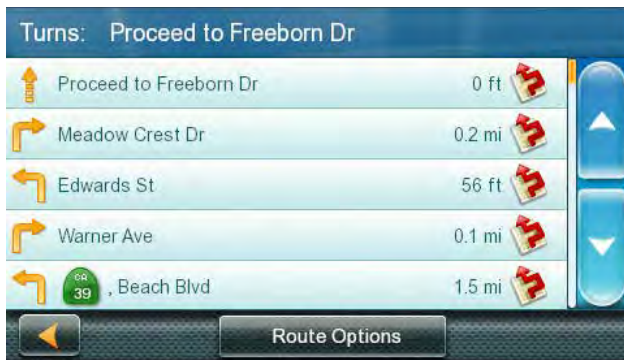 Turns: Proceed to Freeborn Dr
Proceed to Freeborn Dr 0 ft
Meadow Crest Dr 0.2 mi
Edwards St 56 ft
Warner Ave 0.1 mi
CA 39 , Beach Blvd 1.5 mi
Route Options